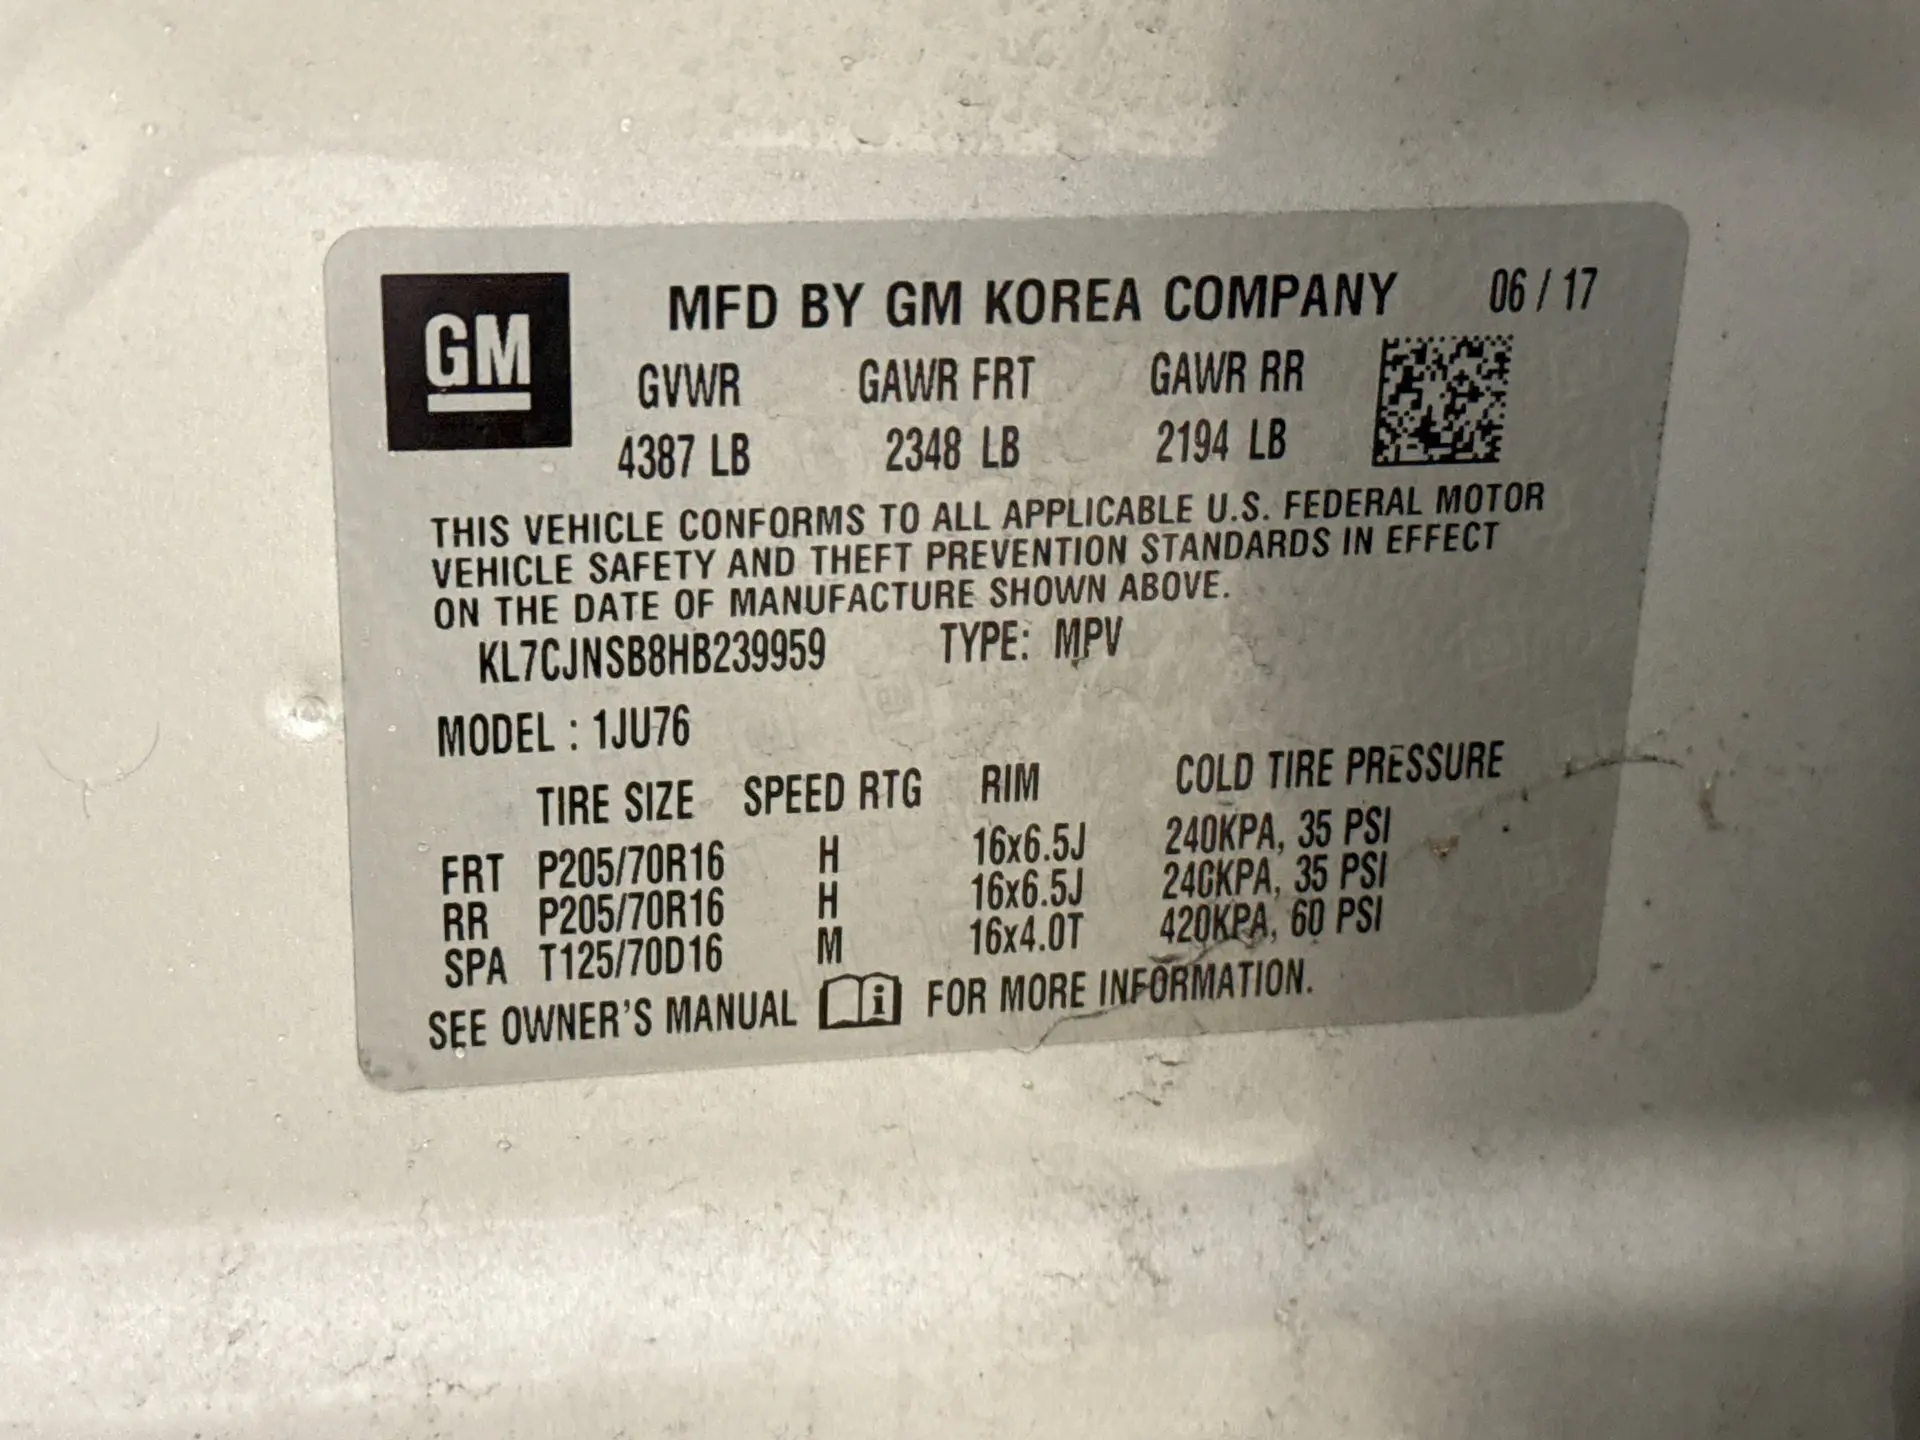 GM
MFD BY GM KOREA COMPANY 06 / 17
GVWR GAWR FRT GAWR RR
4387 LB 2348 LB 2194 LB
THIS VEHICLE CONFORMS TO ALL APPLICABLE U.S. FEDERAL MOTOR
VEHICLE SAFETY AND THEFT PREVENTION STANDARDS IN EFFECT
ON THE DATE OF MANUFACTURE SHOWN ABOVE.
KL7CJNSB8HB239959 TYPE: MPV
MODEL : 1JU76
TIRE SIZE SPEED RTG RIM COLD TIRE PRESSURE
FRT P205/70R16 H 16x6.5J 240KPA, 35 PSI
RR P205/70R16 H 16x6.5J 240KPA, 35 PSI
SPA T125/70D16 M 16x4.0T 420KPA, 60 PSI
SEE OWNER'S MANUAL i FOR MORE INFORMATION.